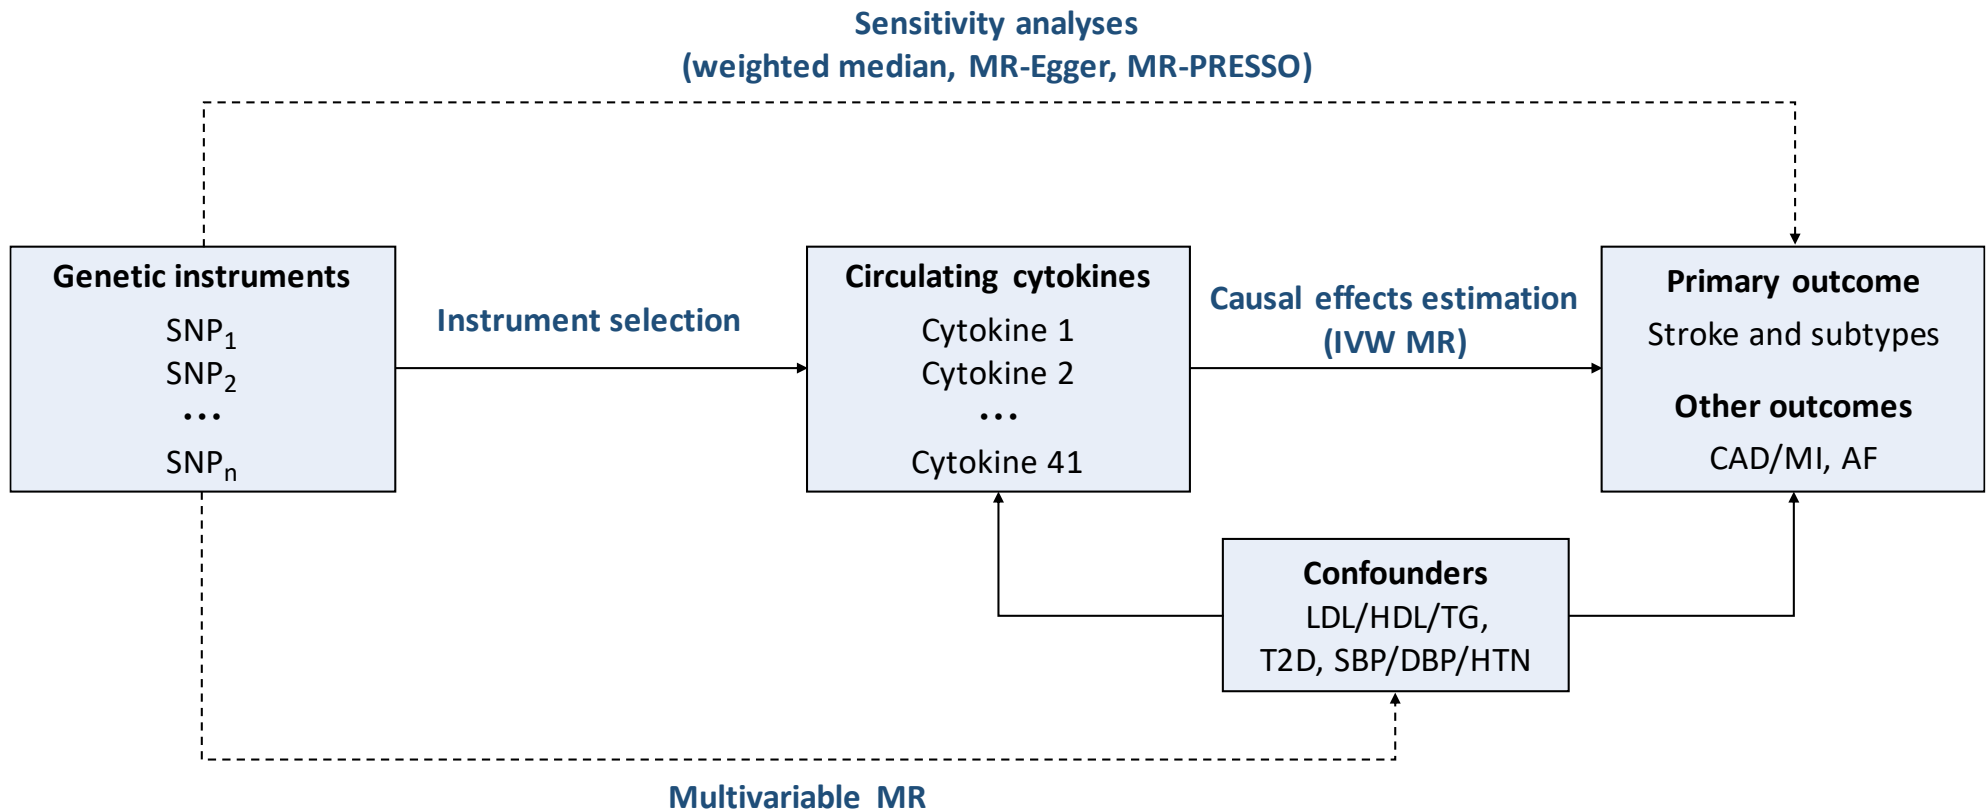 Sensitivity analyses
(weighted median, MR-Egger, MR-PRESSO)
Genetic instruments
SNP₁
SNP₂
...
SNPₙ
Instrument selection
Circulating cytokines
Cytokine 1
Cytokine 2
...
Cytokine 41
Causal effects estimation
(IVW MR)
Primary outcome
Stroke and subtypes
Other outcomes
CAD/MI, AF
Confounders
LDL/HDL/TG,
T2D, SBP/DBP/HTN
Multivariable MR